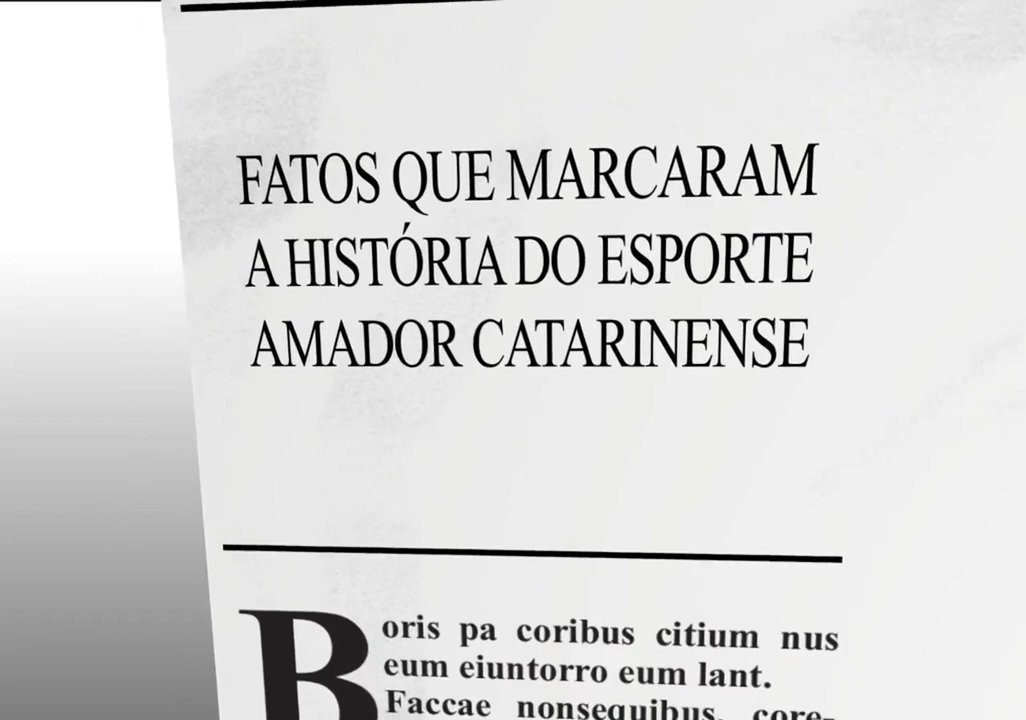 FATOS QUE MARCARAM
A HISTÓRIA DO ESPORTE
AMADOR CATARINENSE
Boris pa coribus citium nus
eum eiuntorro eum lant.
Faccae nonsequibus, core-